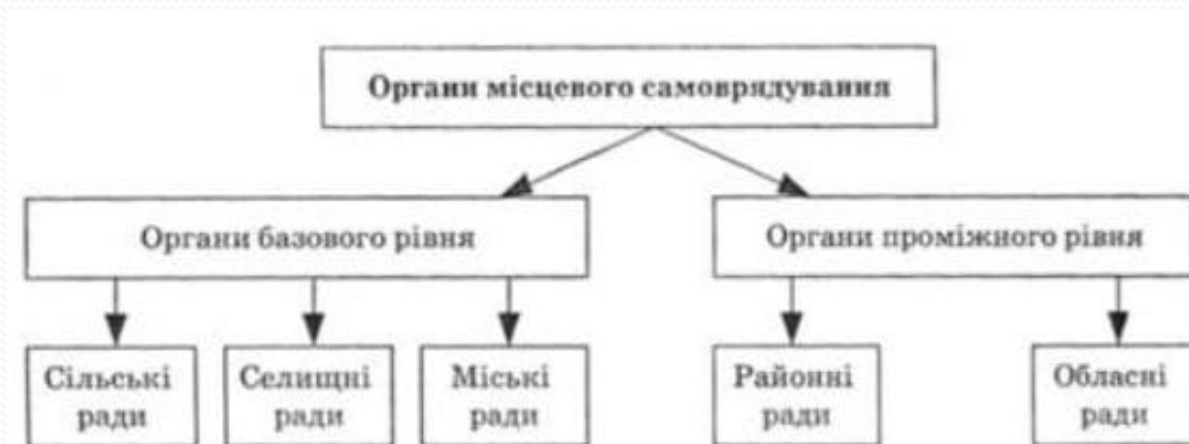 Органи місцевого самоврядування
Органи базового рівня
Органи проміжного рівня
Сільські
ради
Селищні
ради
Міські
ради
Районні
ради
Обласні
ради